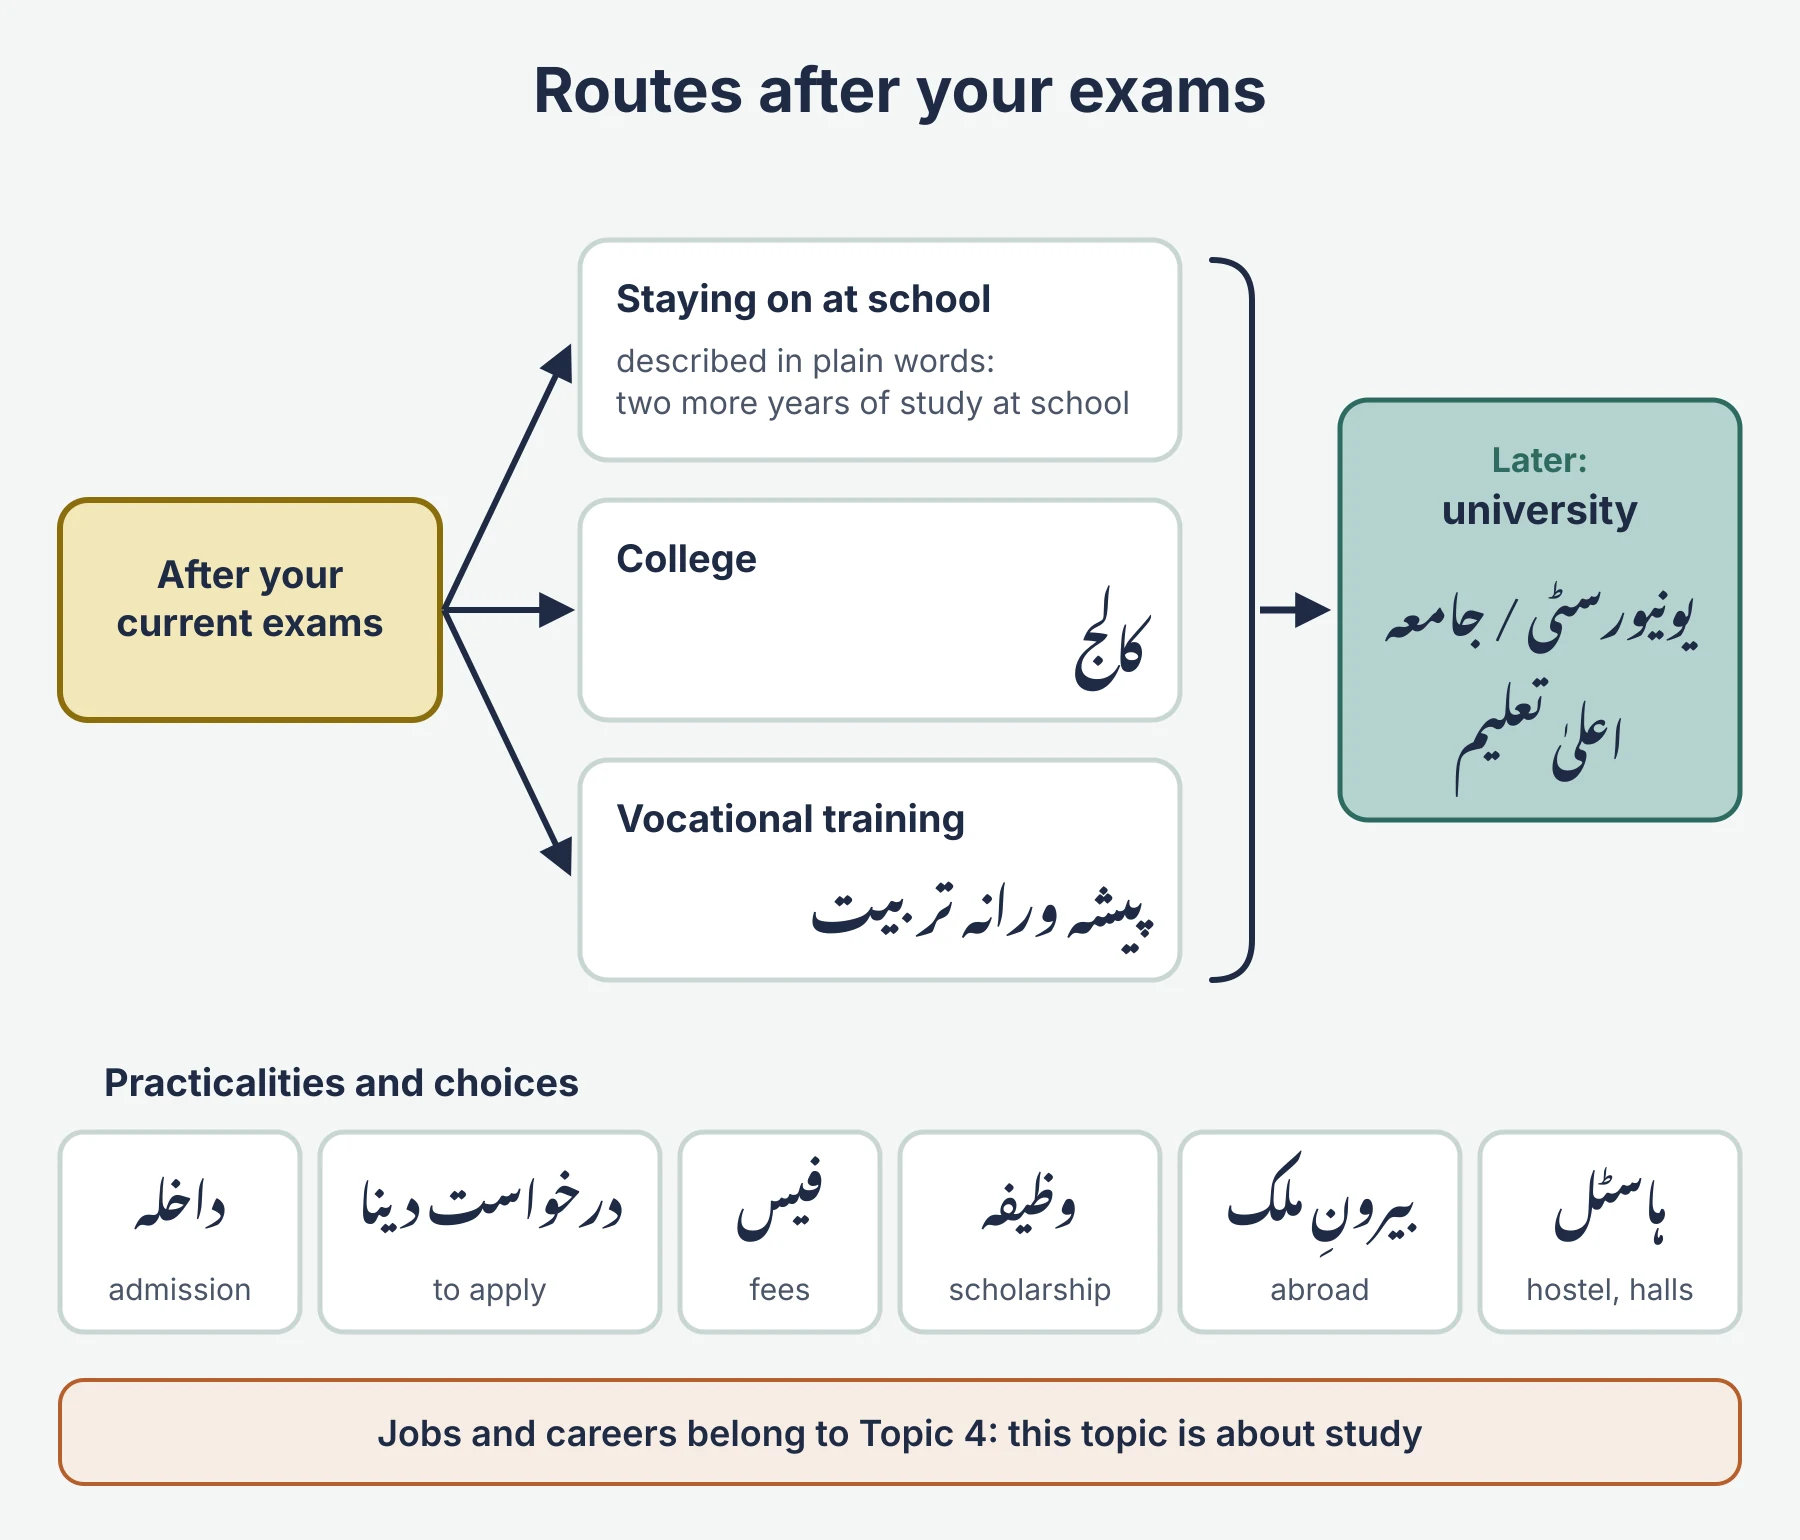 Routes after your exams
After your
current exams
Staying on at school
described in plain words:
two more years of study at school
College
کالج
Vocational training
پیشہ ورانہ تربیت
Later:
university
یونیورسٹی / جامعہ
اعلیٰ تعلیم
Practicalities and choices
داخلہ
admission
درخواست دینا
to apply
فیس
fees
وظیفہ
scholarship
بیرونِ ملک
abroad
ہاسٹل
hostel, halls
Jobs and careers belong to Topic 4: this topic is about study